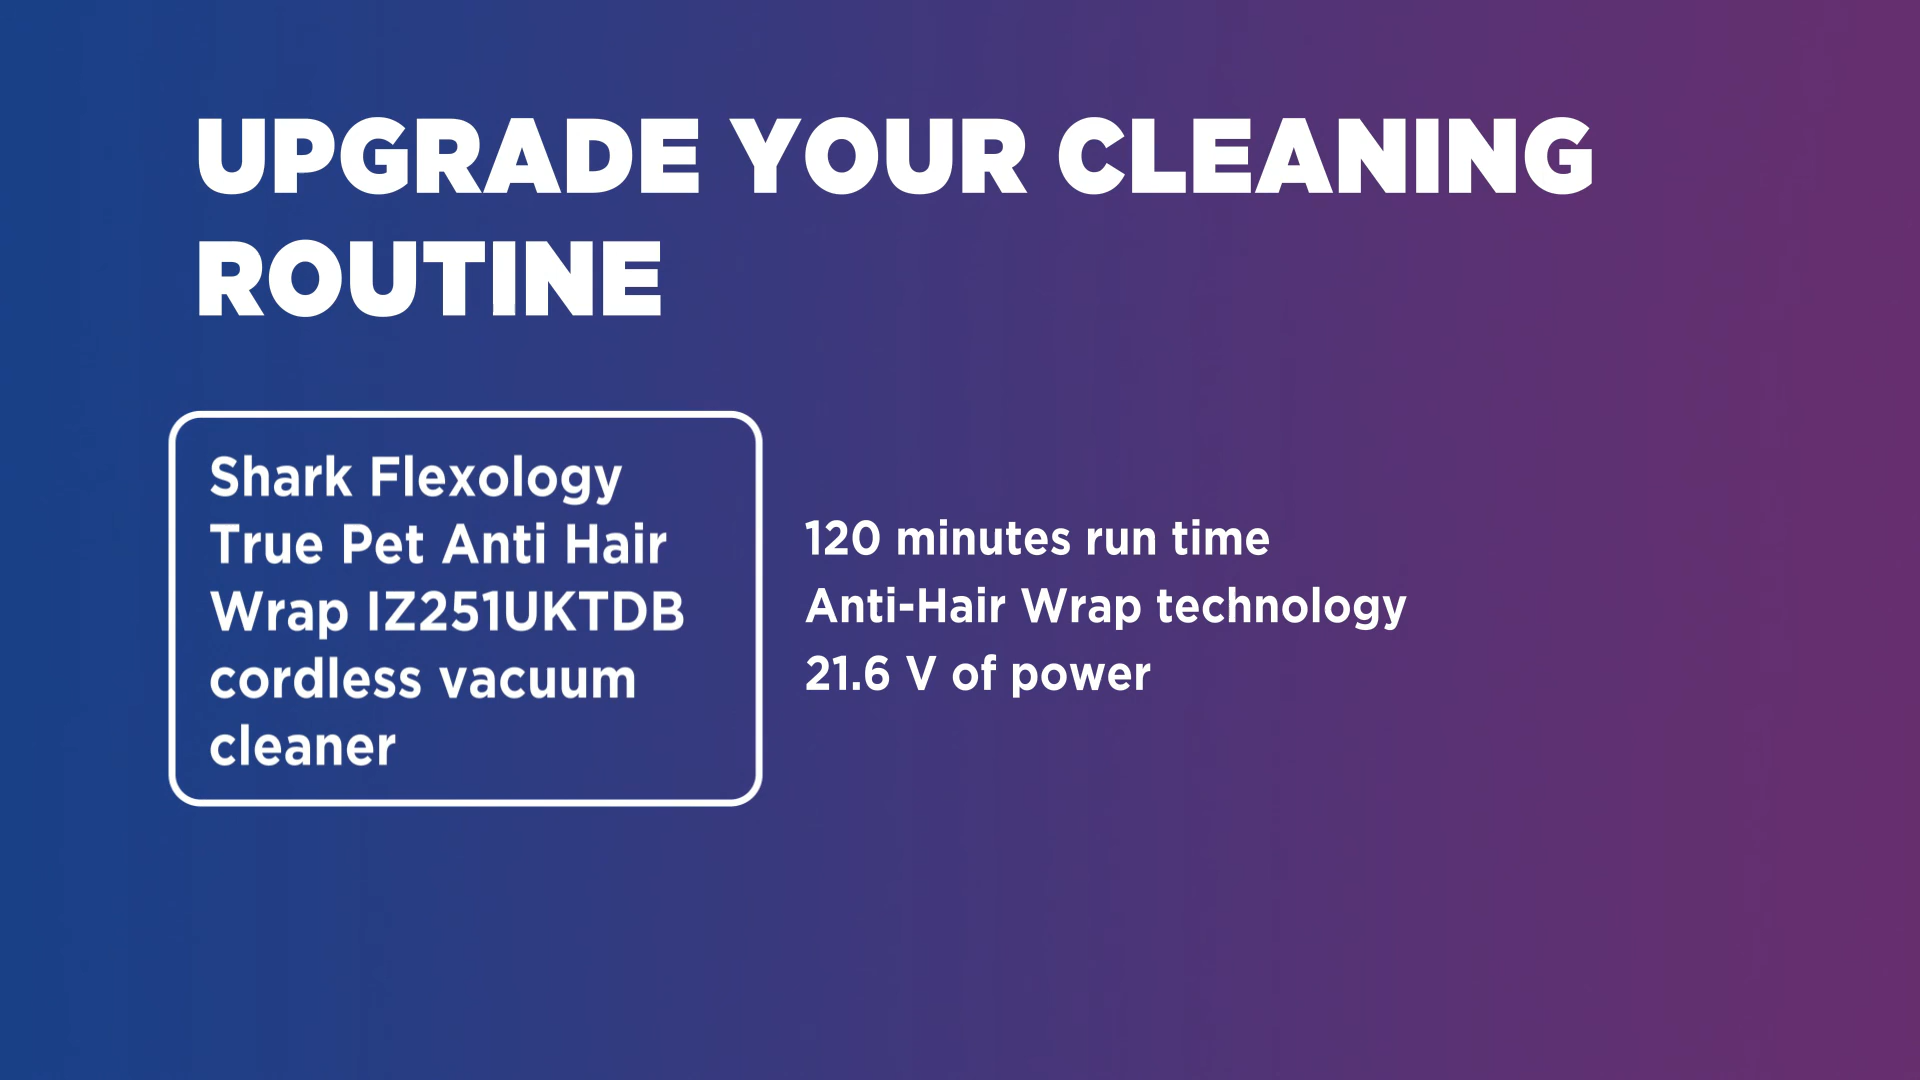 UPGRADE YOUR CLEANING
ROUTINE
Shark Flexology
True Pet Anti Hair
Wrap IZ251UKTDB
cordless vacuum
cleaner
120 minutes run time
Anti-Hair Wrap technology
21.6 V of power